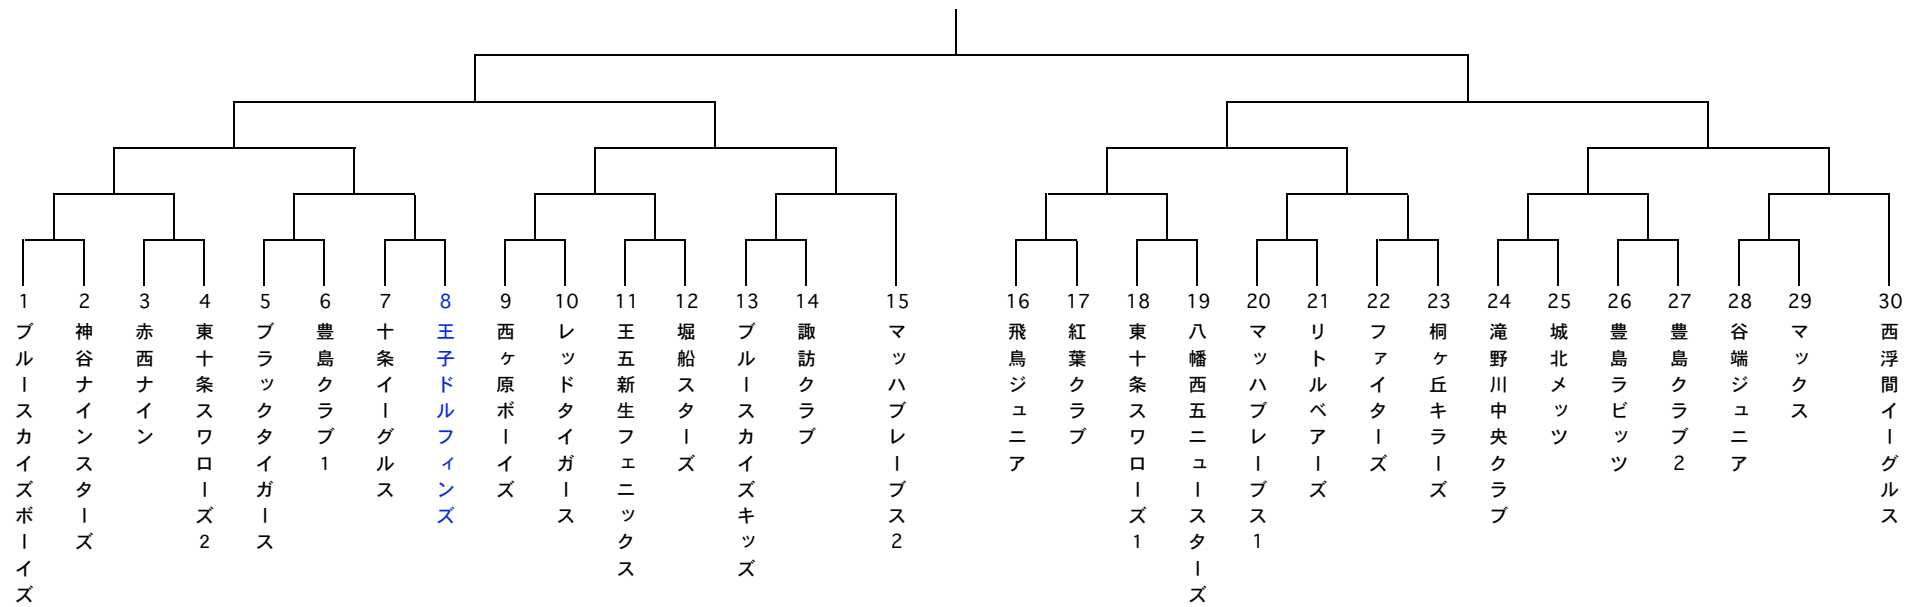 1 ブルースカイズボーイズ
2 神谷ナインスターズ
3 赤西ナイン
4 東十条スワローズ2
5 ブラックタイガース
6 豊島クラブ1
7 十条イーグルス
8 王子ドルフィンズ
9 西ヶ原ボーイズ
10 レッドタイガース
11 王五新生フェニックス
12 堀船スターズ
13 ブルースカイズキッズ
14 諏訪クラブ
15 マッハブレーブス2
16 飛鳥ジュニア
17 紅葉クラブ
18 東十条スワローズ1
19 八幡西五ニュースターズ
20 マッハブレーブス1
21 リトルベアーズ
22 ファイターズ
23 桐ヶ丘キラーズ
24 滝野川中央クラブ
25 城北メッツ
26 豊島ラビッツ
27 豊島クラブ2
28 谷端ジュニア
29 マックス
30 西浮間イーグルス